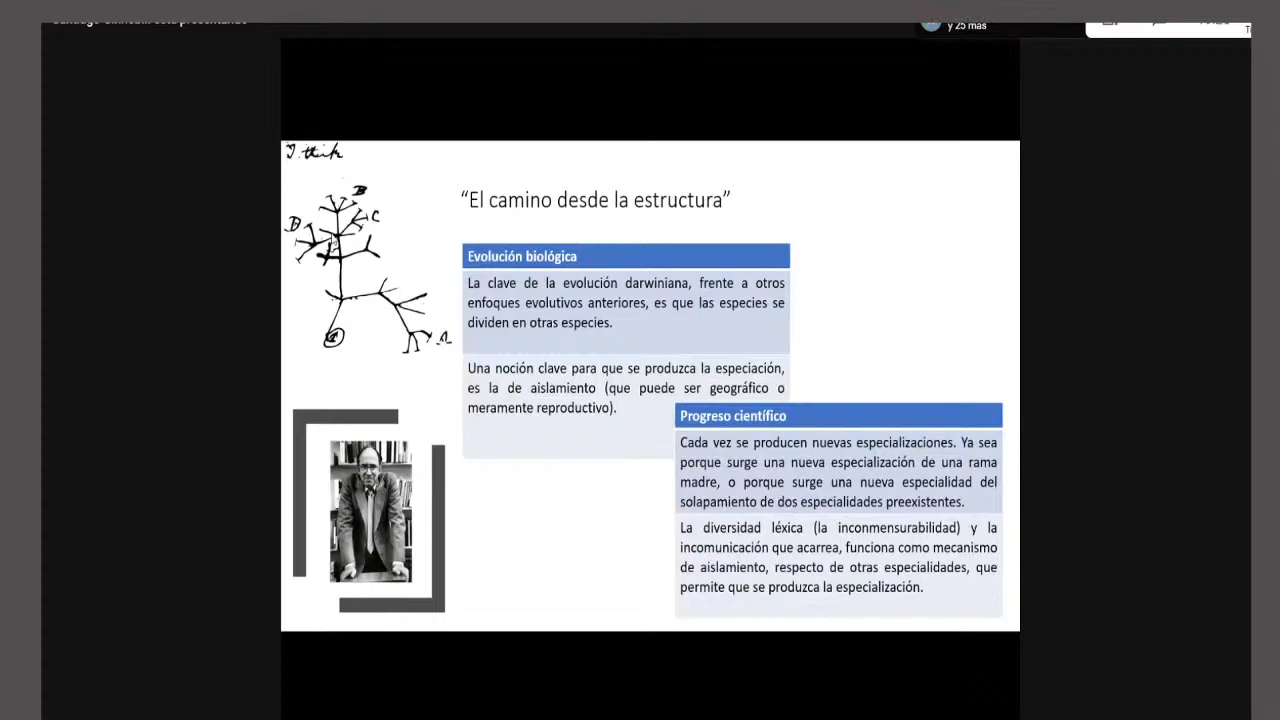 y 25 más
I think
B
D
C
A
1
“El camino desde la estructura”
Evolución biológica
La clave de la evolución darwiniana, frente a otros
enfoques evolutivos anteriores, es que las especies se
dividen en otras especies.
Una noción clave para que se produzca la especiación,
es la de aislamiento (que puede ser geográfico o
meramente reproductivo).
Progreso científico
Cada vez se producen nuevas especializaciones. Ya sea
porque surge una nueva especialización de una rama
madre, o porque surge una nueva especialidad del
solapamiento de dos especialidades preexistentes.
La diversidad léxica (la inconmensurabilidad) y la
incomunicación que acarrea, funciona como mecanismo
de aislamiento, respecto de otras especialidades, que
permite que se produzca la especialización.